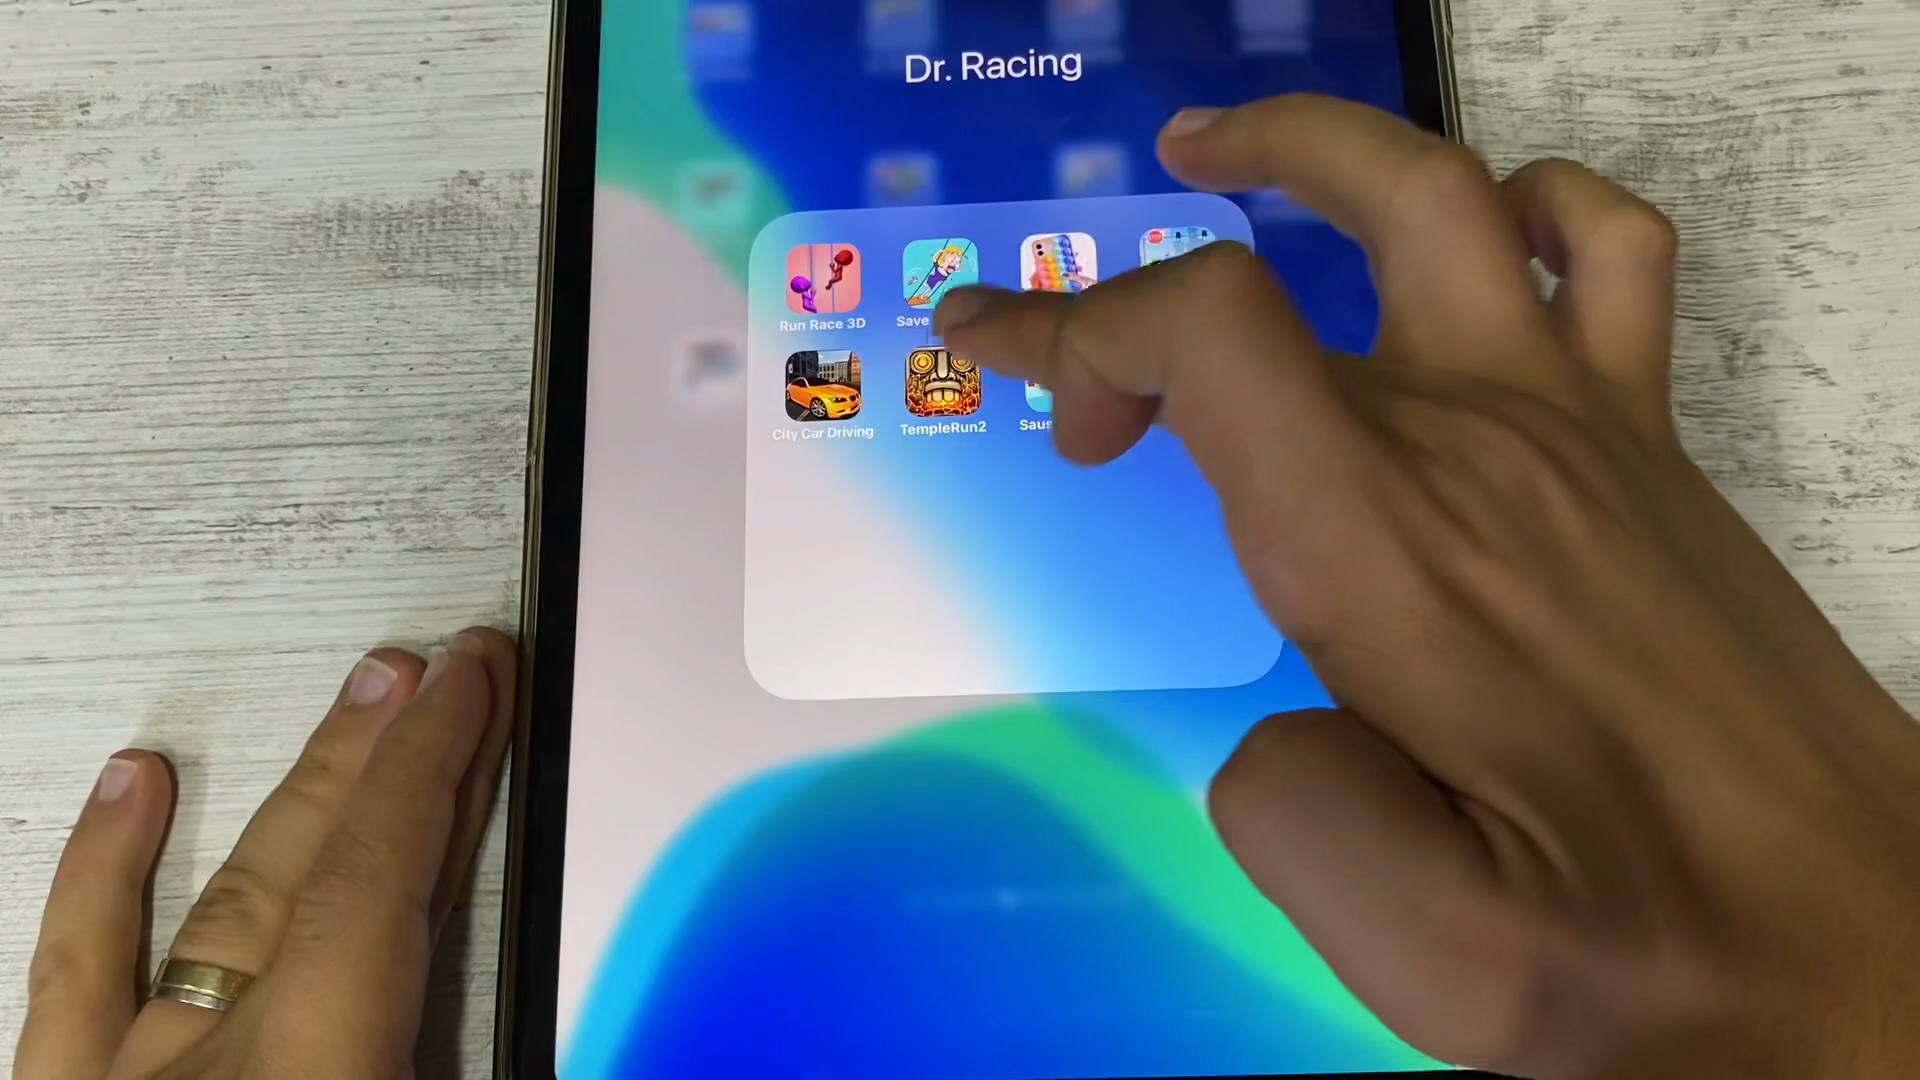 Dr. Racing
Run Race 3D
Save
City Car Driving
TempleRun2
Saus